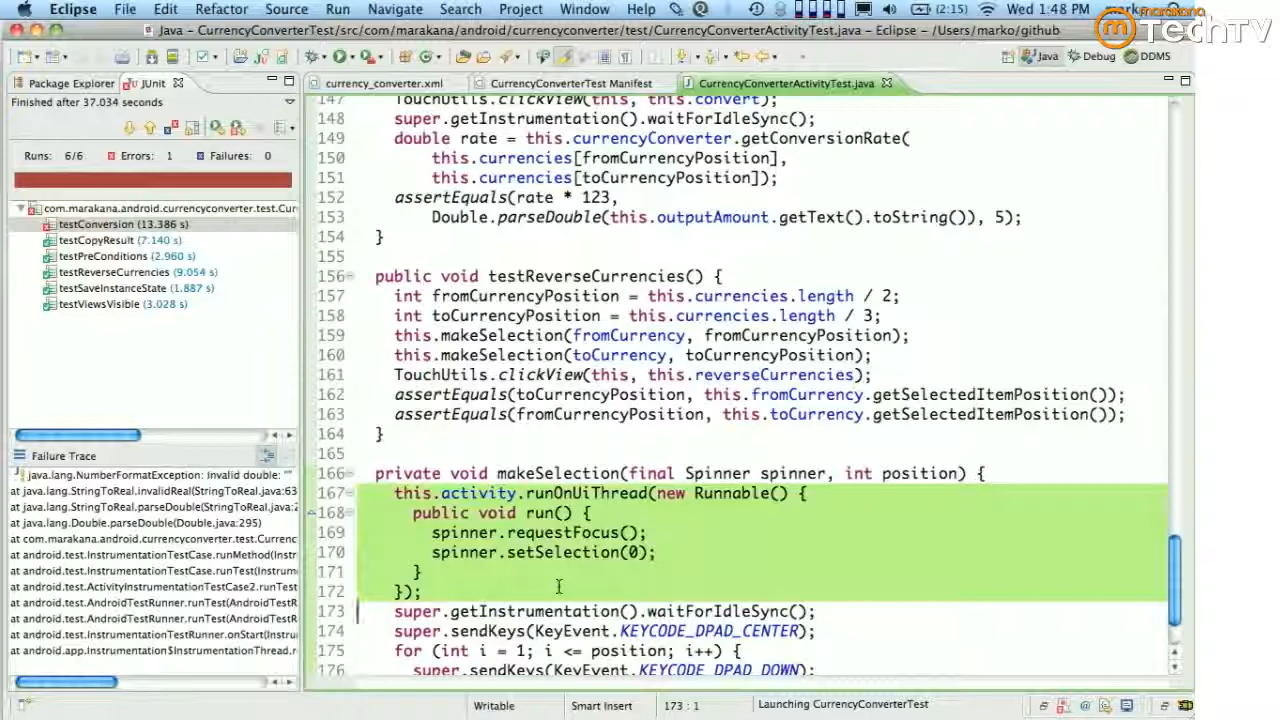 Eclipse File Edit Refactor Source Run Navigate Search Project Window Help (2:15) Wed 1:48 PM
marakana TechTV
Java – CurrencyConverterTest/src/com/marakana/android/currencyconverter/test/CurrencyConverterActivityTest.java – Eclipse – /Users/marko/github
Java Debug DDMS
Package Explorer JUnit
currency_converter.xml CurrencyConverterTest Manifest CurrencyConverterActivityTest.java
Finished after 37.034 seconds
Runs: 6/6 Errors: 1 Failures: 0
com.marakana.android.currencyconverter.test.Cur
testConversion (13.386 s)
testCopyResult (7.140 s)
testPreConditions (2.960 s)
testReverseCurrencies (9.054 s)
testSaveInstanceState (1.887 s)
testViewsVisible (3.028 s)
Failure Trace
java.lang.NumberFormatException: Invalid double: ""
at java.lang.StringToReal.invalidReal(StringToReal.java:63
at java.lang.StringToReal.parseDouble(StringToReal.java:2
at java.lang.Double.parseDouble(Double.java:295)
at com.marakana.android.currencyconverter.test.Currenc
at android.test.InstrumentationTestCase.runMethod(Instr
at android.test.InstrumentationTestCase.runTest(Instrum
at android.test.ActivityInstrumentationTestCase2.runTest
at android.test.AndroidTestRunner.runTest(AndroidTestR
at android.test.AndroidTestRunner.runTest(AndroidTestR
at android.test.InstrumentationTestRunner.onStart(Instru
at android.app.Instrumentation$InstrumentationThread.r
147 TouchUtils.clickView(this, this.convert);
148 super.getInstrumentation().waitForIdleSync();
149 double rate = this.currencyConverter.getConversionRate(
150 this.currencies[fromCurrencyPosition],
151 this.currencies[toCurrencyPosition]);
152 assertEquals(rate * 123,
153 Double.parseDouble(this.outputAmount.getText().toString()), 5);
154 }
155
156 public void testReverseCurrencies() {
157 int fromCurrencyPosition = this.currencies.length / 2;
158 int toCurrencyPosition = this.currencies.length / 3;
159 this.makeSelection(fromCurrency, fromCurrencyPosition);
160 this.makeSelection(toCurrency, toCurrencyPosition);
161 TouchUtils.clickView(this, this.reverseCurrencies);
162 assertEquals(toCurrencyPosition, this.fromCurrency.getSelectedItemPosition());
163 assertEquals(fromCurrencyPosition, this.toCurrency.getSelectedItemPosition());
164 }
165
166 private void makeSelection(final Spinner spinner, int position) {
167 this.activity.runOnUiThread(new Runnable() {
168 public void run() {
169 spinner.requestFocus();
170 spinner.setSelection(0);
171 }
172 });
173 super.getInstrumentation().waitForIdleSync();
174 super.sendKeys(KeyEvent.KEYCODE_DPAD_CENTER);
175 for (int i = 1; i <= position; i++) {
176 super.sendKeys(KeyEvent.KEYCODE_DPAD_DOWN);
Writable Smart Insert 173 : 1 Launching CurrencyConverterTest